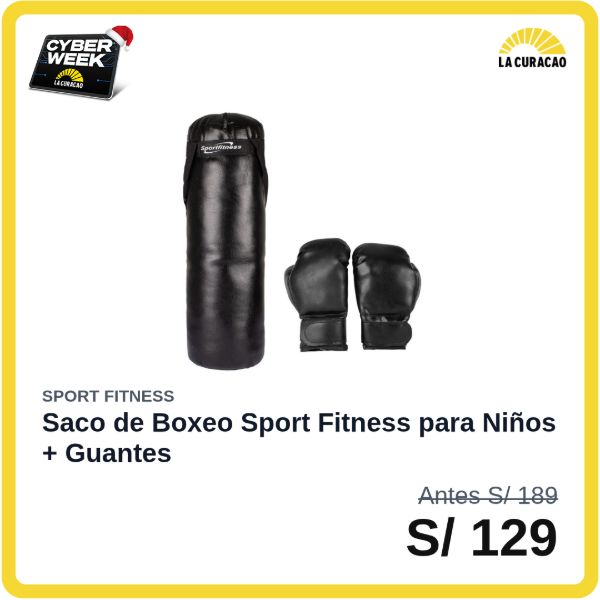 CYBER
WEEK
LA CURACAO
LA CURACAO
Sportfitness
SPORT FITNESS
Saco de Boxeo Sport Fitness para Niños
+ Guantes
Antes S/ 189
S/ 129